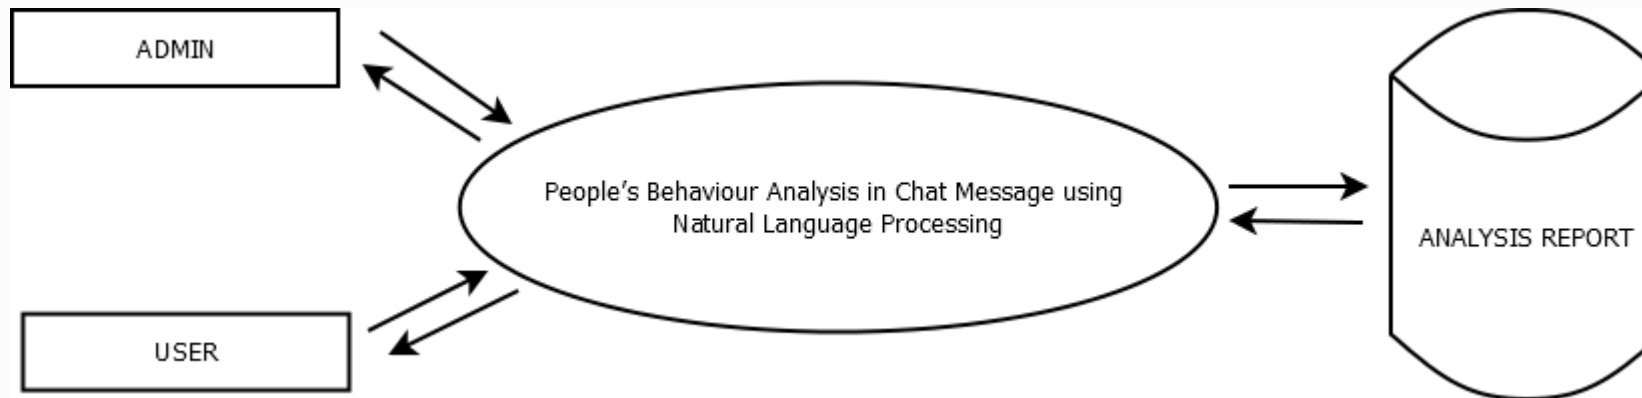 ADMIN
People’s Behaviour Analysis in Chat Message using
Natural Language Processing
ANALYSIS REPORT
USER